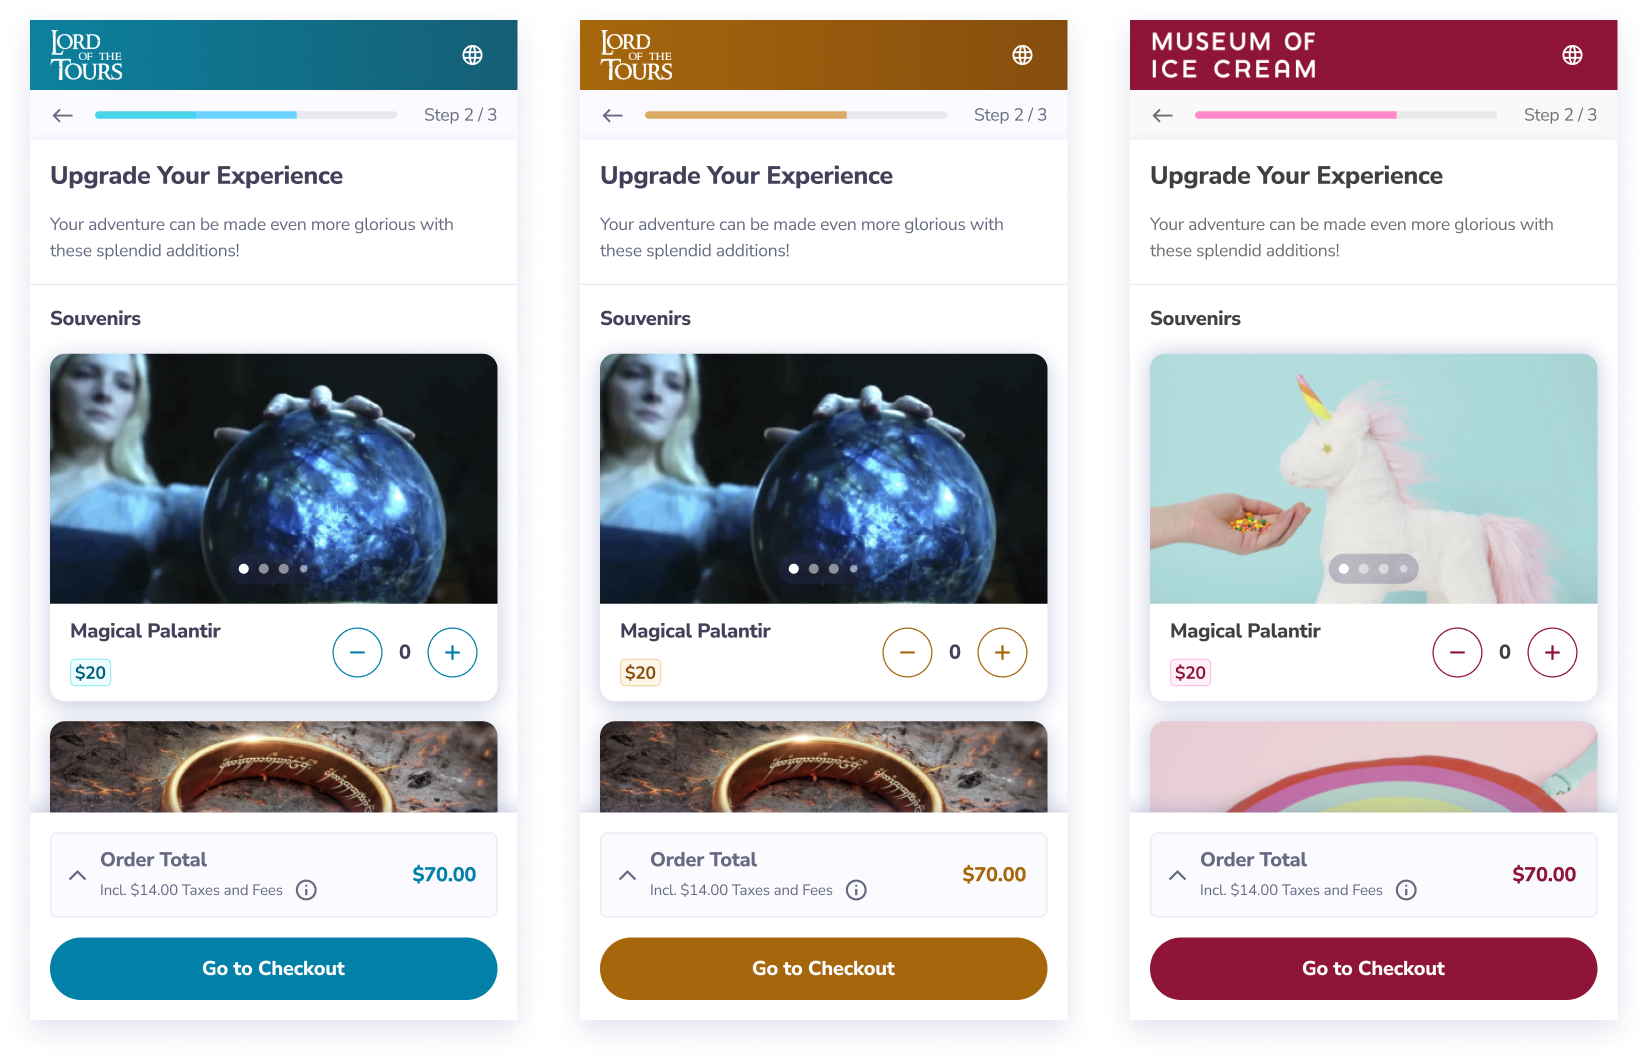 LORD
OF THE
TOURS
Step 2 / 3
Upgrade Your Experience
Your adventure can be made even more glorious with
these splendid additions!
Souvenirs
Magical Palantir
$20
0
Order Total
Incl. $14.00 Taxes and Fees
$70.00
Go to Checkout
LORD
OF THE
TOURS
Step 2 / 3
Upgrade Your Experience
Your adventure can be made even more glorious with
these splendid additions!
Souvenirs
Magical Palantir
$20
0
Order Total
Incl. $14.00 Taxes and Fees
$70.00
Go to Checkout
MUSEUM OF
ICE CREAM
Step 2 / 3
Upgrade Your Experience
Your adventure can be made even more glorious with
these splendid additions!
Souvenirs
Magical Palantir
$20
0
Order Total
Incl. $14.00 Taxes and Fees
$70.00
Go to Checkout